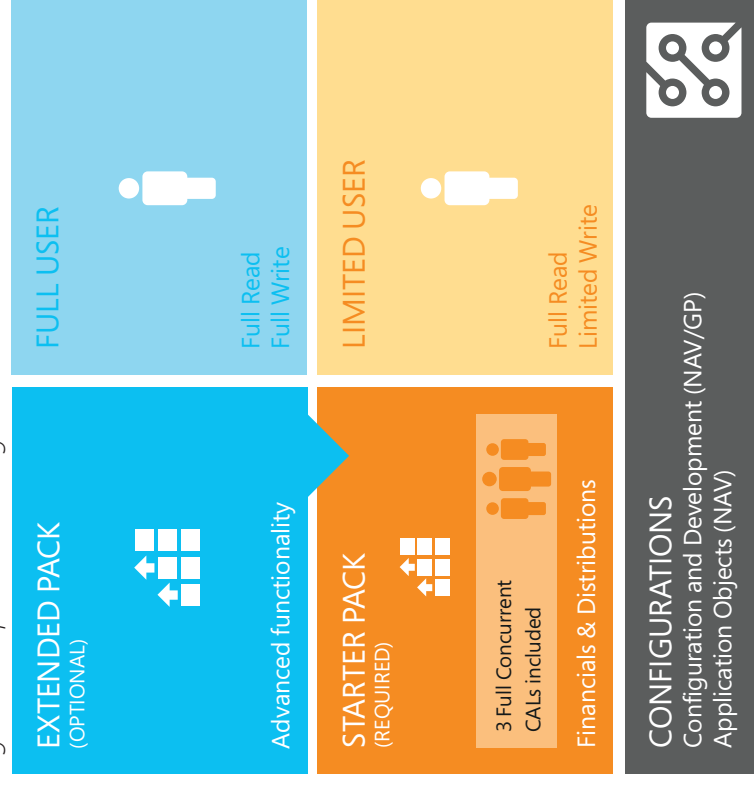 EXTENDED PACK
(OPTIONAL)
Advanced functionality
FULL USER
Full Read
Full Write
STARTER PACK
(REQUIRED)
3 Full Concurrent
CALs included
Financials & Distributions
LIMITED USER
Full Read
Limited Write
CONFIGURATIONS
Configuration and Development (NAV/GP)
Application Objects (NAV)